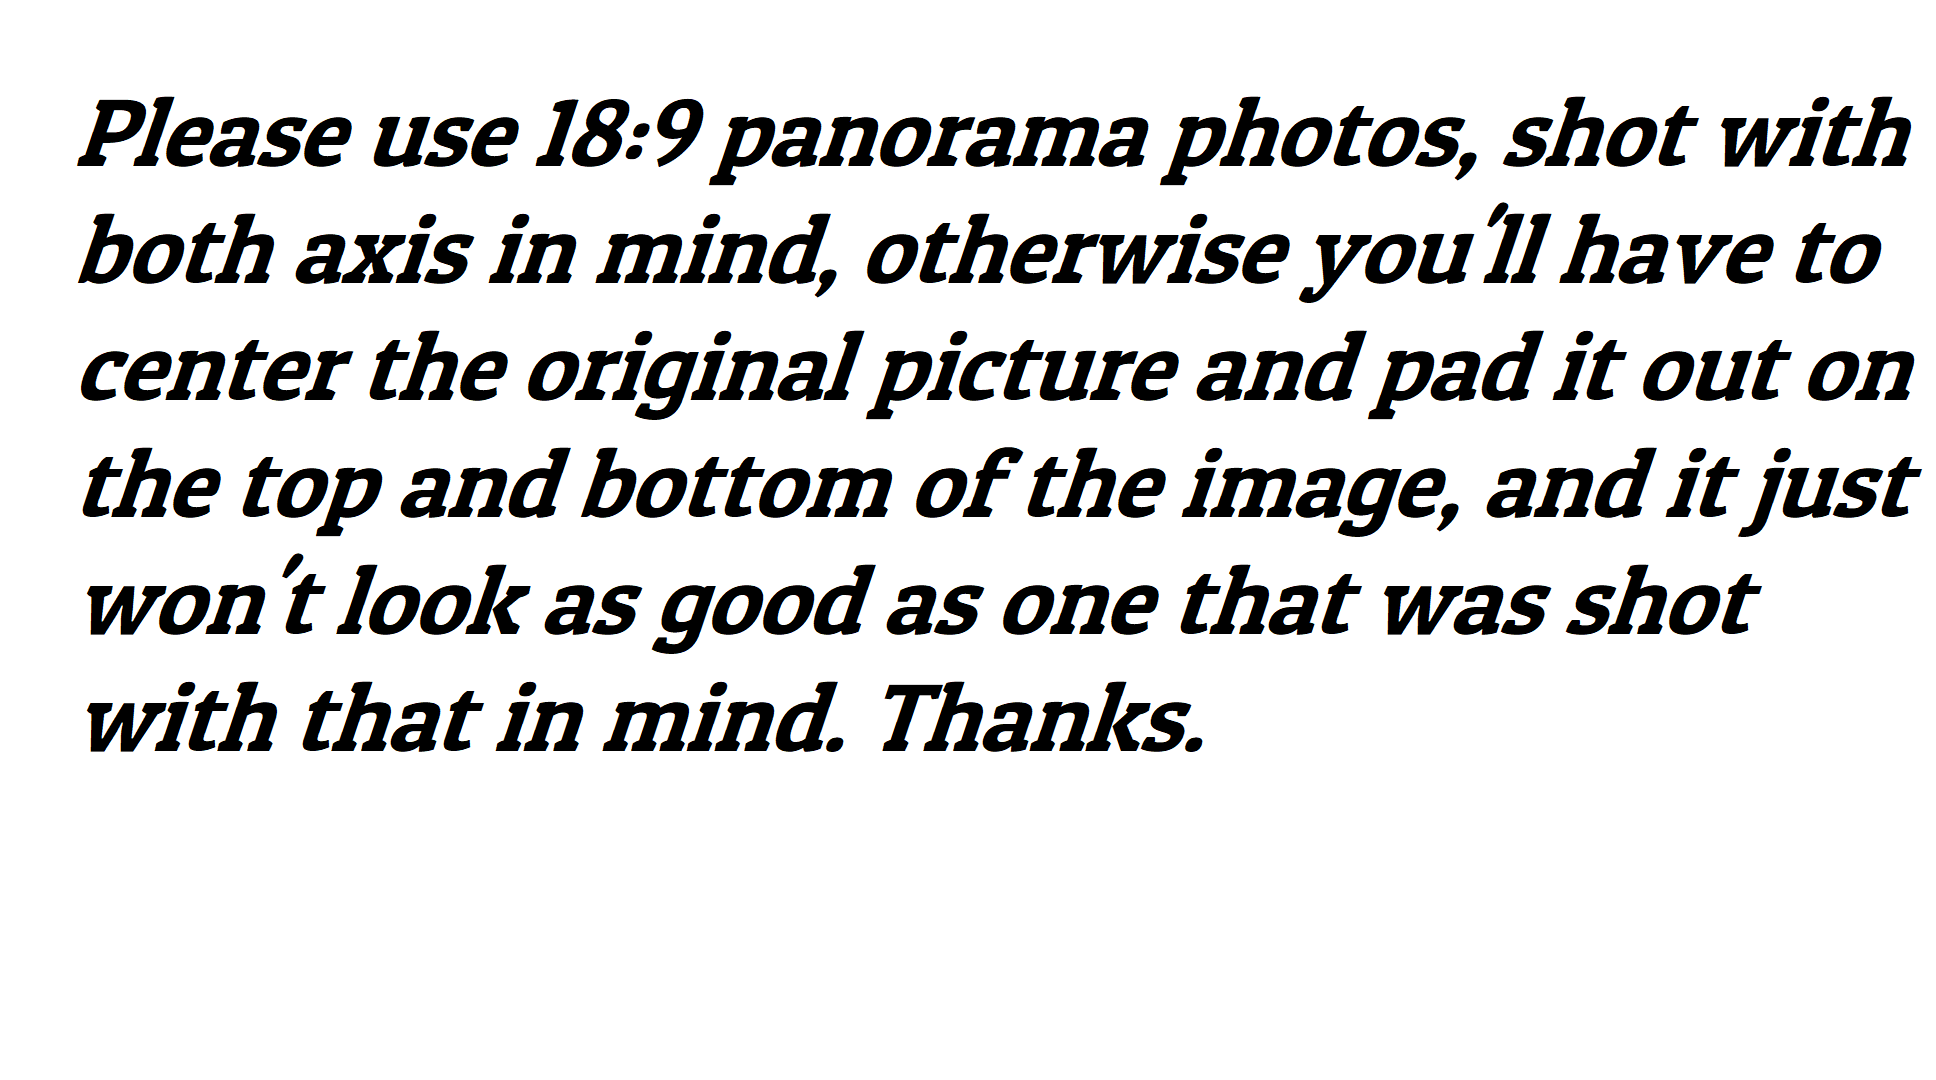 Please use 18:9 panorama photos, shot with
both axis in mind, otherwise you'll have to
center the original picture and pad it out on
the top and bottom of the image, and it just
won't look as good as one that was shot
with that in mind. Thanks.